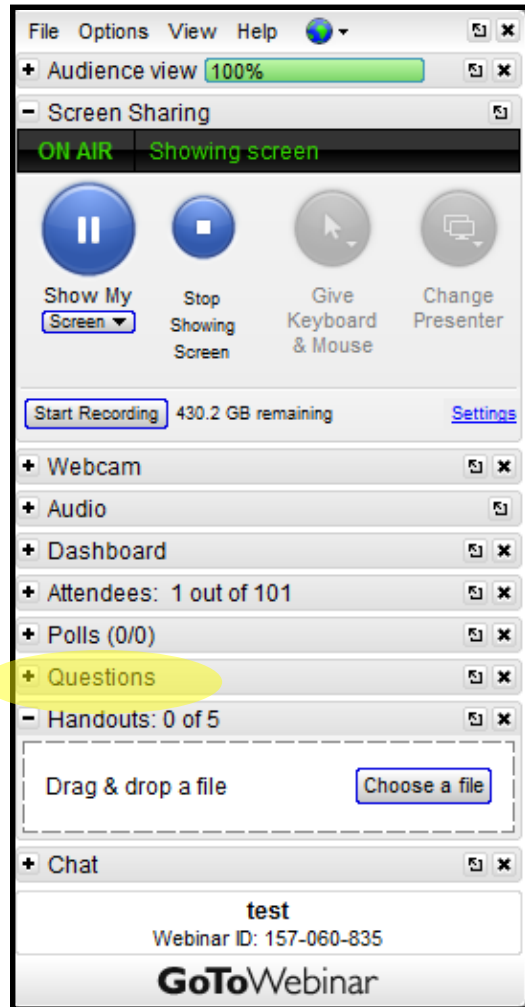 File Options View Help
Audience view 100%
Screen Sharing
ON AIR Showing screen
Show My
Screen
Stop
Showing
Screen
Give
Keyboard
& Mouse
Change
Presenter
Start Recording 430.2 GB remaining Settings
Webcam
Audio
Dashboard
Attendees: 1 out of 101
Polls (0/0)
Questions
Handouts: 0 of 5
Drag & drop a file Choose a file
Chat
test
Webinar ID: 157-060-835
GoToWebinar